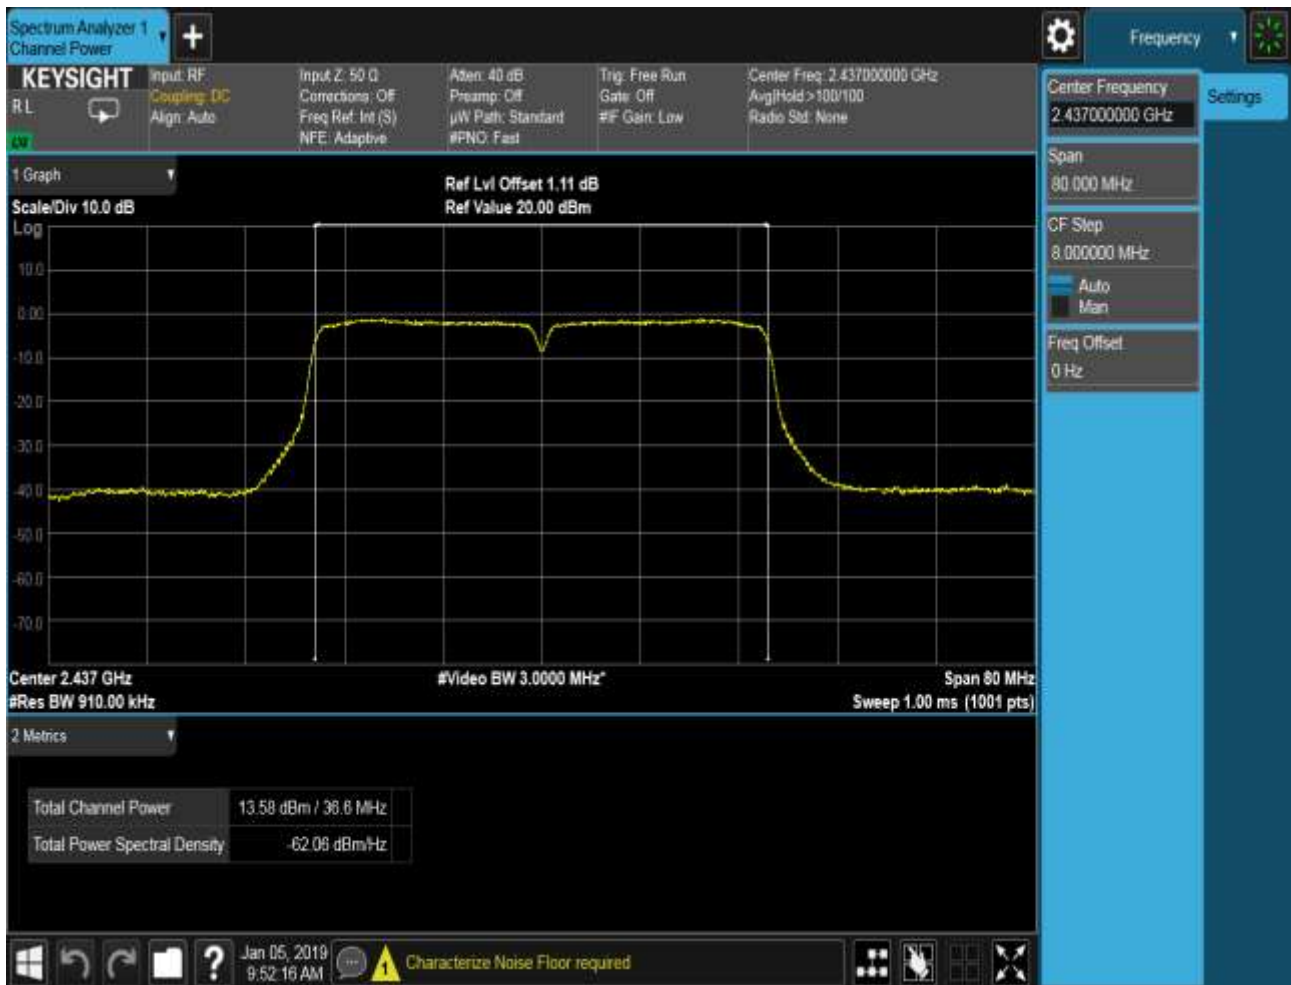 Spectrum Analyzer 1
Channel Power
+
Frequency
KEYSIGHT
R L
Input: RF
Coupling: DC
Align: Auto
Input Z: 50 Ω
Corrections: Off
Freq Ref: Int (S)
NFE: Adaptive
Atten: 40 dB
Preamp: Off
µW Path: Standard
#PNO: Fast
Trig: Free Run
Gate: Off
#IF Gain: Low
Center Freq: 2.437000000 GHz
Avg|Hold:>100/100
Radio Std: None
Center Frequency
2.437000000 GHz
Settings
Span
80.000 MHz
CF Step
8.000000 MHz
Auto
Man
Freq Offset
0 Hz
1 Graph
Scale/Div 10.0 dB
Ref Lvl Offset 1.11 dB
Ref Value 20.00 dBm
Log
10.0
0.00
-10.0
-20.0
-30.0
-40.0
-50.0
-60.0
-70.0
Center 2.437 GHz
#Video BW 3.0000 MHz*
Span 80 MHz
#Res BW 910.00 kHz
Sweep 1.00 ms (1001 pts)
2 Metrics
Total Channel Power 13.58 dBm / 36.6 MHz
Total Power Spectral Density -62.06 dBm/Hz
?
Jan 05, 2019
9:52:16 AM
1
Characterize Noise Floor required